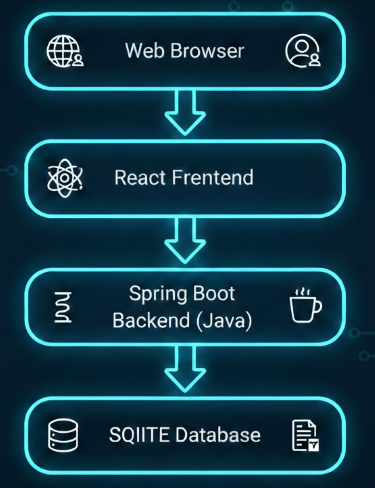 Web Browser
React Frentend
Spring Boot
Backend (Java)
SQIITE Database